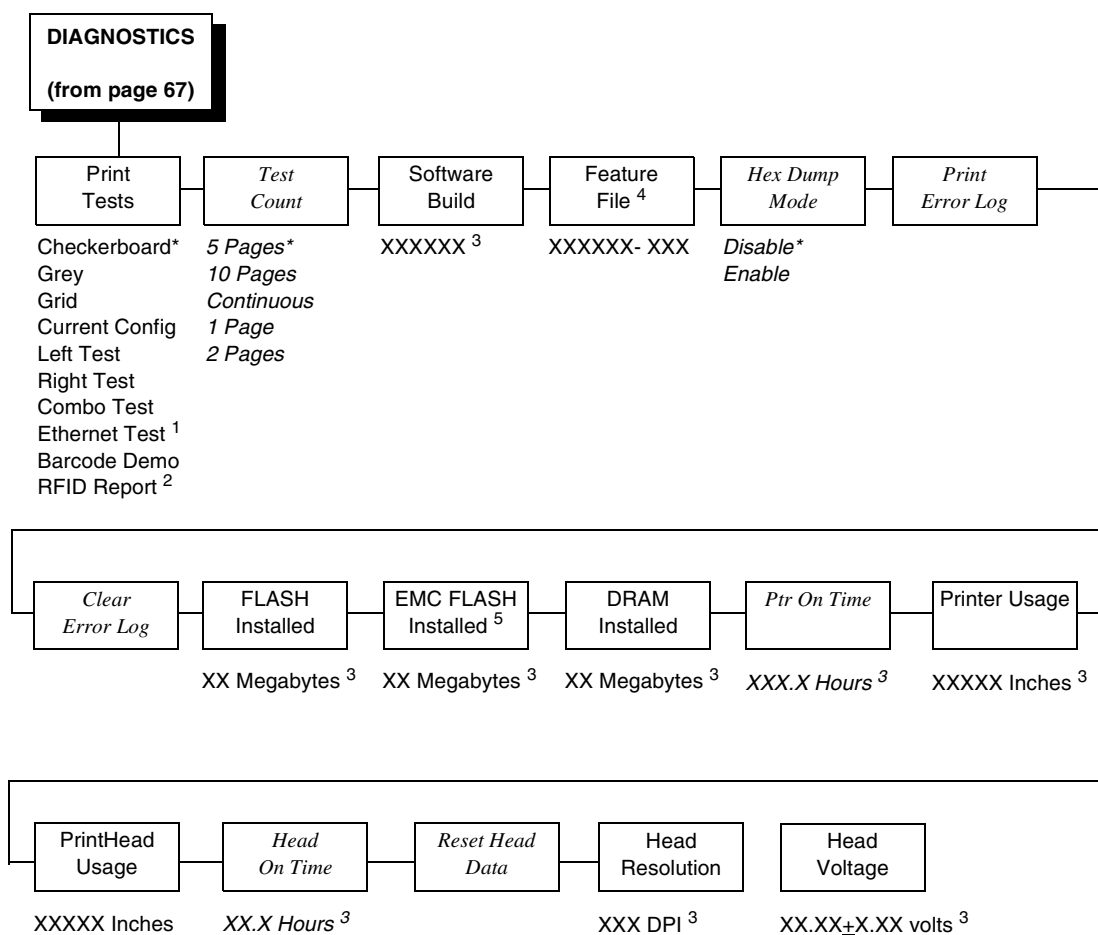 DIAGNOSTICS
(from page 67)
Print
Tests
Test
Count
Software
Build
Feature
File 4
Hex Dump
Mode
Print
Error Log
Checkerboard*
Grey
Grid
Current Config
Left Test
Right Test
Combo Test
Ethernet Test 1
Barcode Demo
RFID Report 2
5 Pages*
10 Pages
Continuous
1 Page
2 Pages
XXXXXX 3
XXXXXX- XXX
Disable*
Enable
Clear
Error Log
FLASH
Installed
EMC FLASH
Installed 5
DRAM
Installed
Ptr On Time
Printer Usage
XX Megabytes 3
XX Megabytes 3
XX Megabytes 3
XXX.X Hours 3
XXXXX Inches 3
PrintHead
Usage
Head
On Time
Reset Head
Data
Head
Resolution
Head
Voltage
XXXXX Inches
XX.X Hours 3
XXX DPI 3
XX.XX±X.XX volts 3